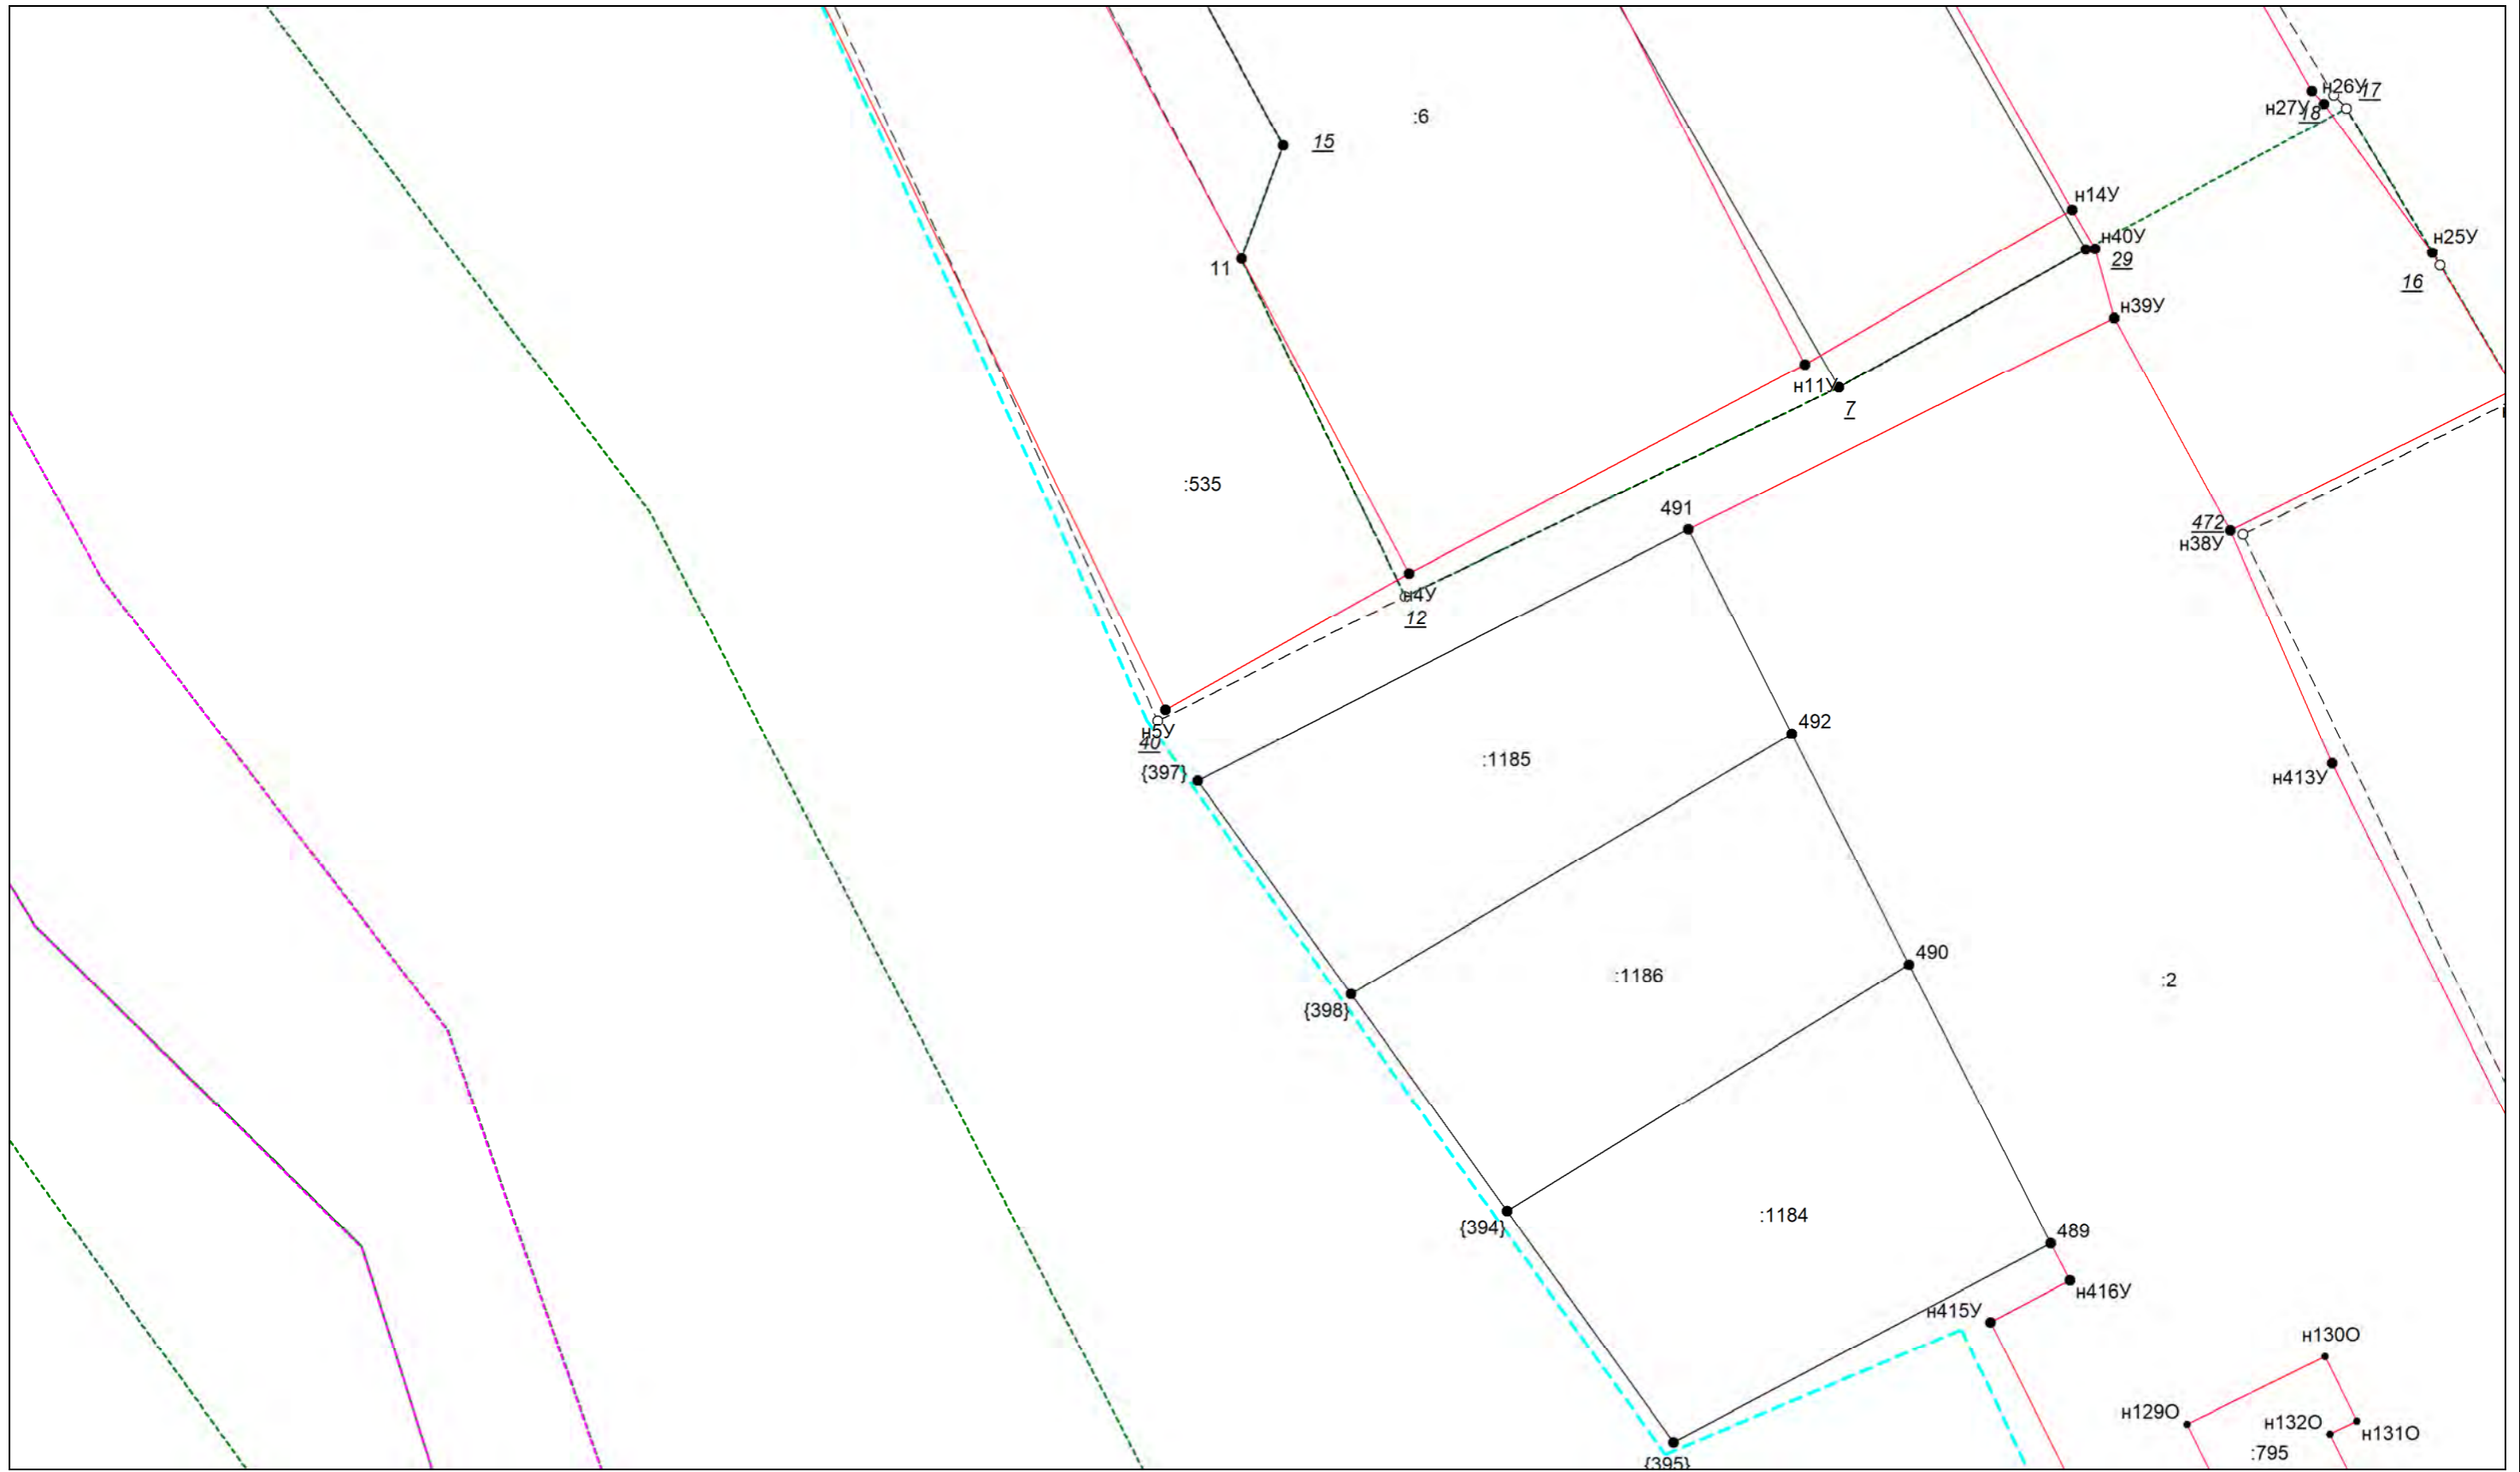 н26У
17
н27У
18
:6
15
н14У
н40У
29
н25У
16
11
н39У
н11У
7
:535
491
472
н38У
н4У
12
492
н5У
40
{397}
:1185
н413У
490
:1186
:2
{398}
:1184
{394}
489
н416У
н415У
н130О
н129О
н132О
н131О
:795
{395}